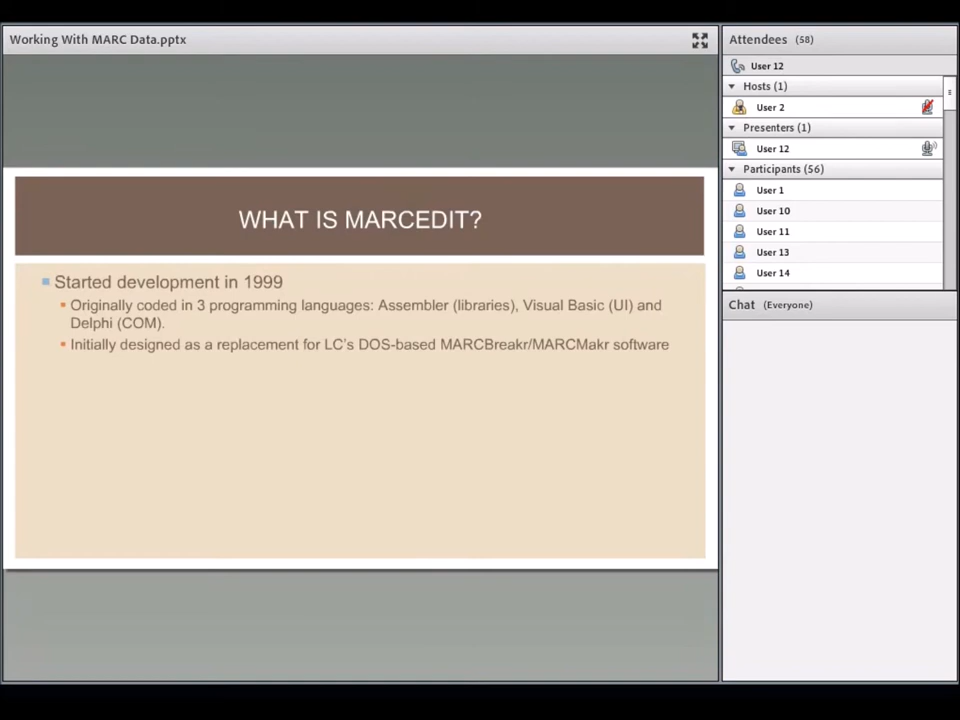 Working With MARC Data.pptx
WHAT IS MARCEDIT?
Started development in 1999
Originally coded in 3 programming languages: Assembler (libraries), Visual Basic (UI) and
Delphi (COM).
Initially designed as a replacement for LC's DOS-based MARCBreakr/MARCMakr software
Attendees (58)
User 12
Hosts (1)
User 2
Presenters (1)
User 12
Participants (56)
User 1
User 10
User 11
User 13
User 14
Chat (Everyone)